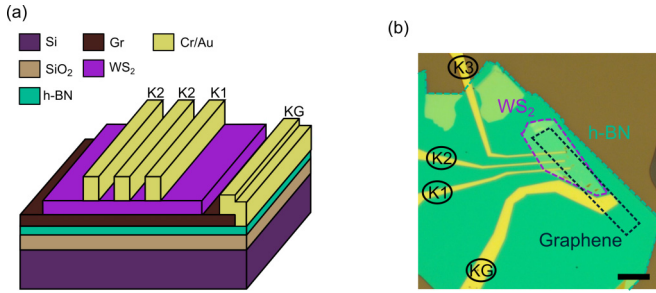 (a)
Si
Gr
Cr/Au
SiO₂
WS₂
h-BN
K2
K2
K1
KG
(b)
K3
WS₂
h-BN
K2
K1
Graphene
KG